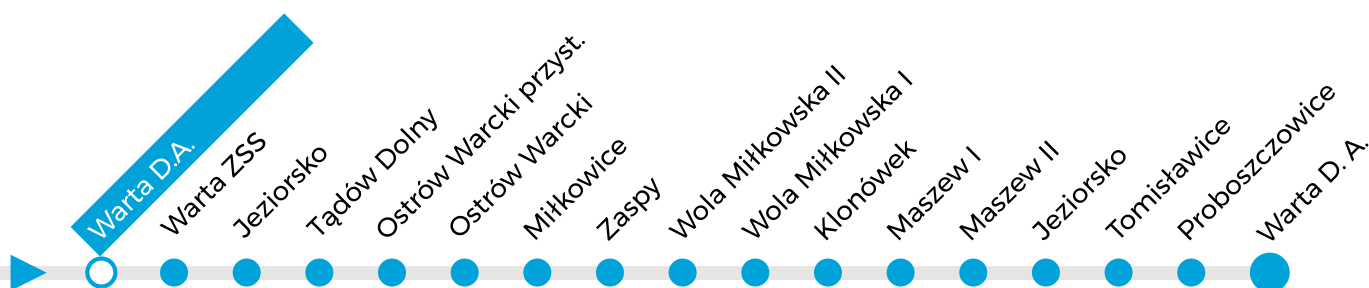 Warta D.A.
Warta ZSS
Jeziorsko
Tądów Dolny
Ostrów Warcki przyst.
Ostrów Warcki
Miłkowice
Zaspy
Wola Miłkowska II
Wola Miłkowska I
Klonówek
Maszew I
Maszew II
Jeziorsko
Tomisławice
Proboszczowice
Warta D. A.